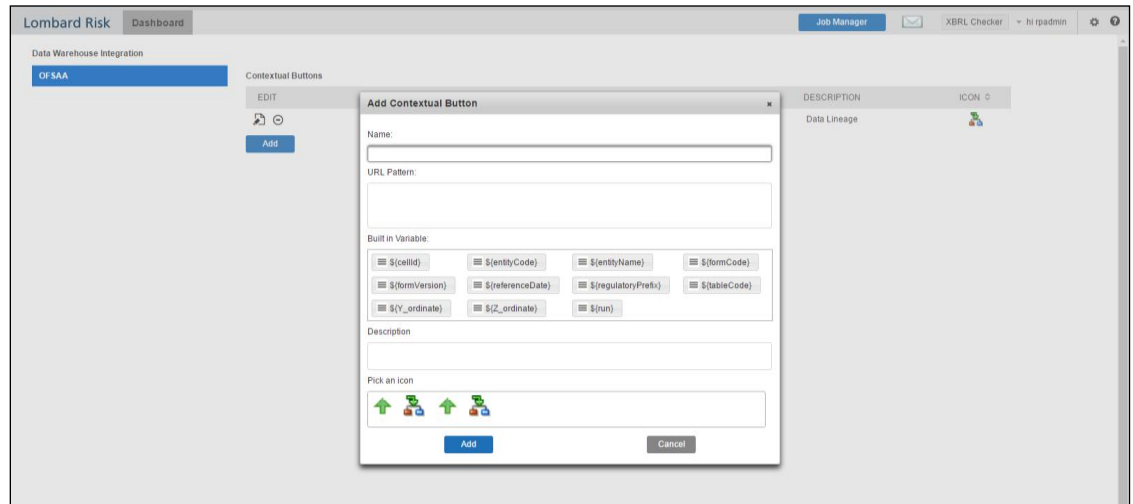 Lombard Risk Dashboard Job Manager XBRL Checker hi rpadmin
Data Warehouse Integration
OFSAA
Contextual Buttons
EDIT DESCRIPTION ICON
Data Lineage
Add
Add Contextual Button
Name:
URL Pattern:
Built in Variable:
${cellId} ${entityCode} ${entityName} ${formCode}
${formVersion} ${referenceDate} ${regulatoryPrefix} ${tableCode}
${Y_ordinate} ${Z_ordinate} ${run}
Description
Pick an icon
Add Cancel